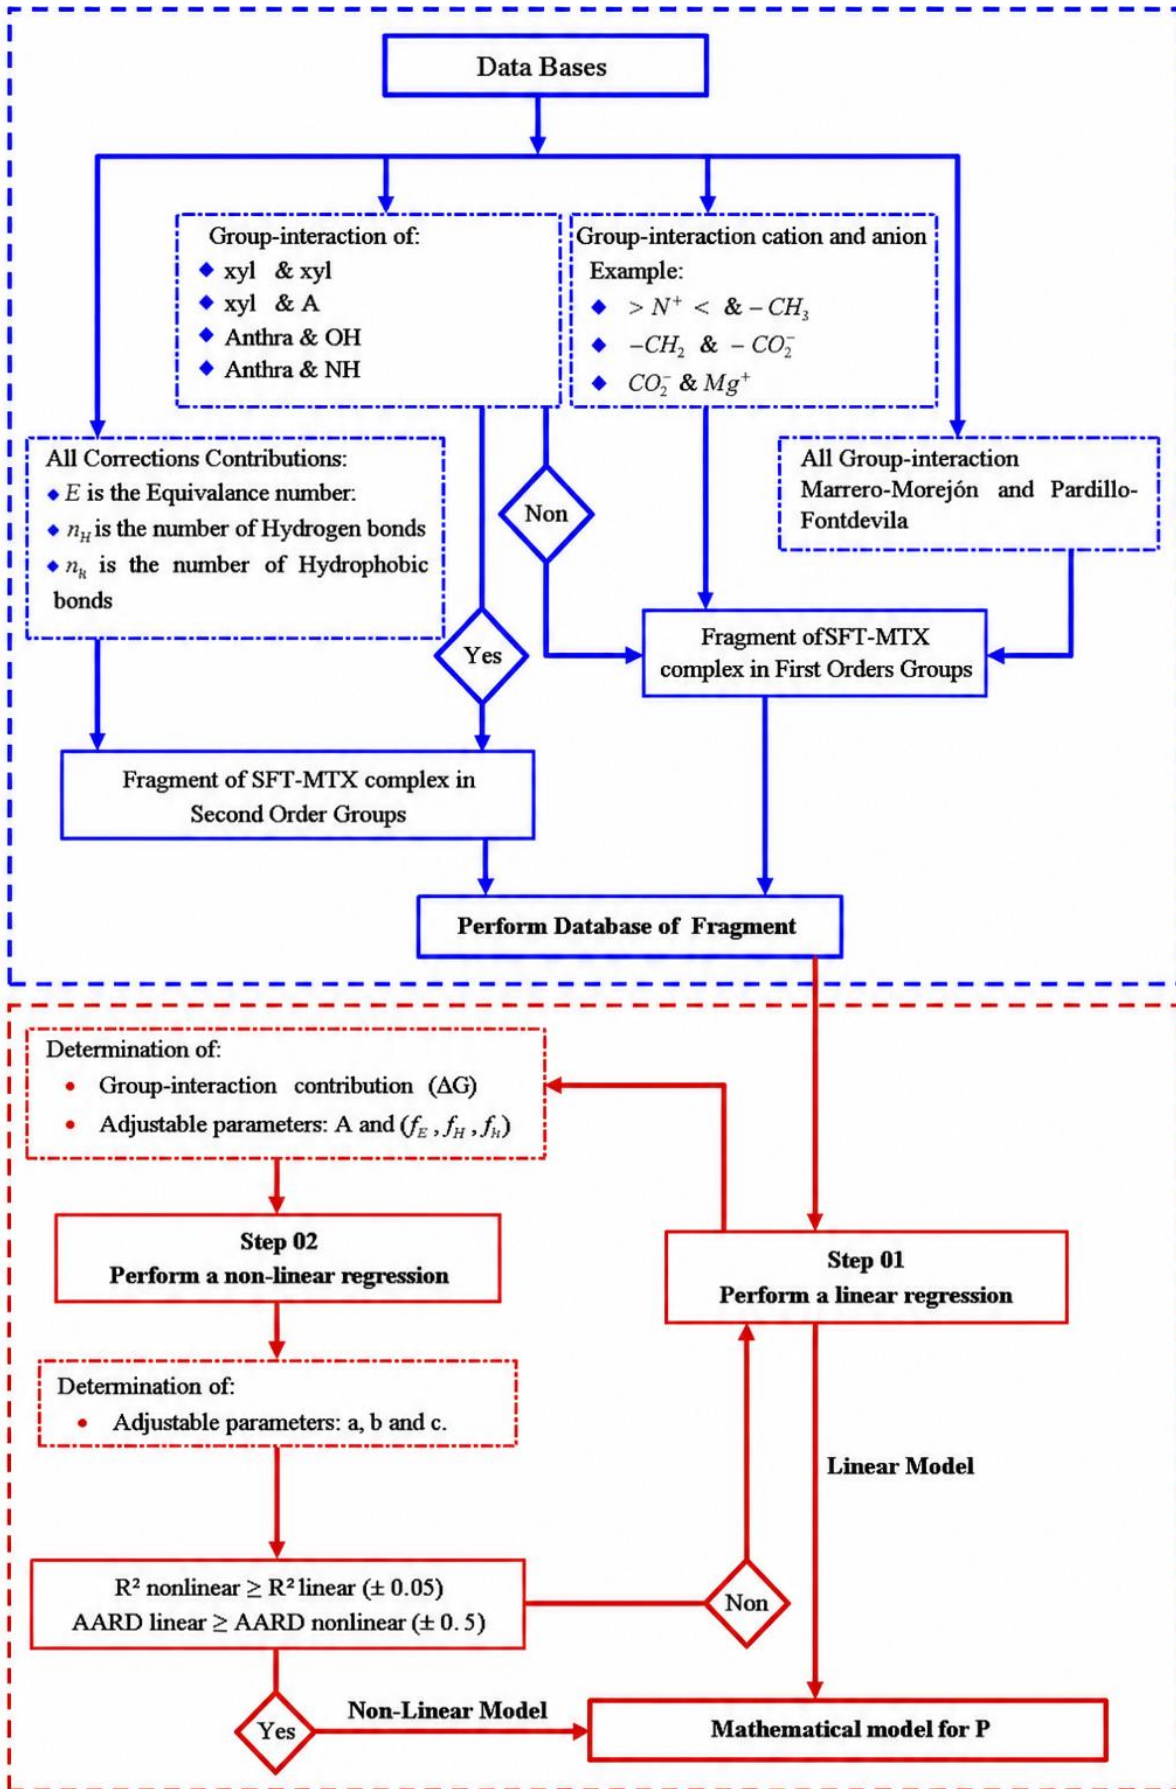 Data Bases
Group-interaction of:
xyl & xyl
xyl & A
Anthra & OH
Anthra & NH
Group-interaction cation and anion
Example:
> N⁺ < & – CH₃
–CH₂ & – CO₂⁻
CO₂⁻ & Mg⁺
All Corrections Contributions:
E is the Equivalance number:
n_H is the number of Hydrogen bonds
n_h is the number of Hydrophobic
bonds
Non
All Group-interaction
Marrero-Morejón and Pardillo-
Fontdevila
Yes
Fragment ofSFT-MTX
complex in First Orders Groups
Fragment of SFT-MTX complex in
Second Order Groups
Perform Database of Fragment
Determination of:
Group-interaction contribution (ΔG)
Adjustable parameters: A and (f_E , f_H , f_h)
Step 02
Perform a non-linear regression
Step 01
Perform a linear regression
Determination of:
Adjustable parameters: a, b and c.
Linear Model
R² nonlinear ≥ R² linear (± 0.05)
AARD linear ≥ AARD nonlinear (± 0. 5)
Non
Yes
Non-Linear Model
Mathematical model for P